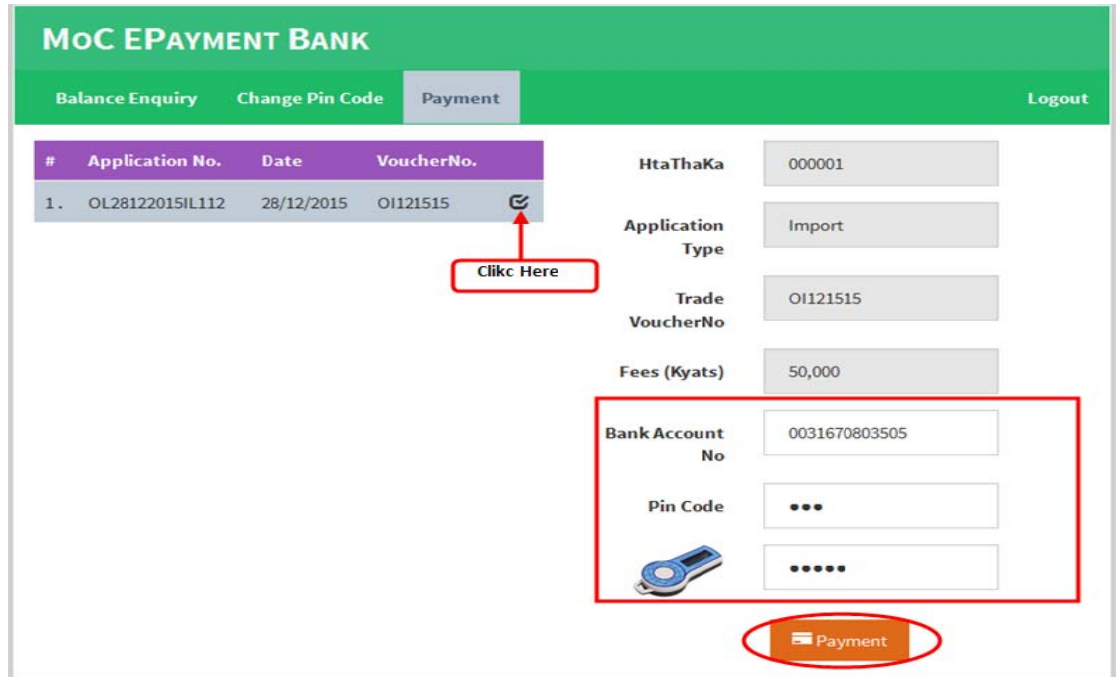 MoC EPayment Bank
Balance Enquiry Change Pin Code Payment Logout
# Application No. Date VoucherNo.
1. OL28122015IL112 28/12/2015 OI121515
Clikc Here
HtaThaKa 000001
Application Type Import
Trade VoucherNo OI121515
Fees (Kyats) 50,000
Bank Account No 0031670803505
Pin Code •••
•••••
Payment